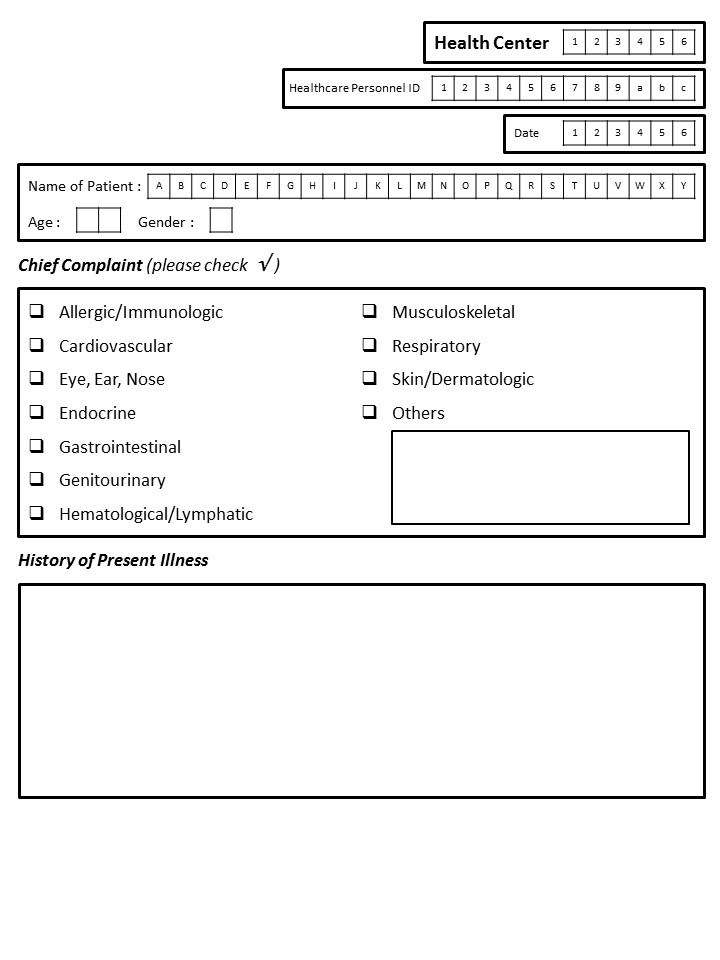 Health Center 1 2 3 4 5 6
Healthcare Personnel ID 1 2 3 4 5 6 7 8 9 a b c
Date 1 2 3 4 5 6
Name of Patient : A B C D E F G H I J K L M N O P Q R S T U V W X Y
Age : Gender :
Chief Complaint (please check √ )
❑ Allergic/Immunologic
❑ Cardiovascular
❑ Eye, Ear, Nose
❑ Endocrine
❑ Gastrointestinal
❑ Genitourinary
❑ Hematological/Lymphatic
❑ Musculoskeletal
❑ Respiratory
❑ Skin/Dermatologic
❑ Others
History of Present Illness